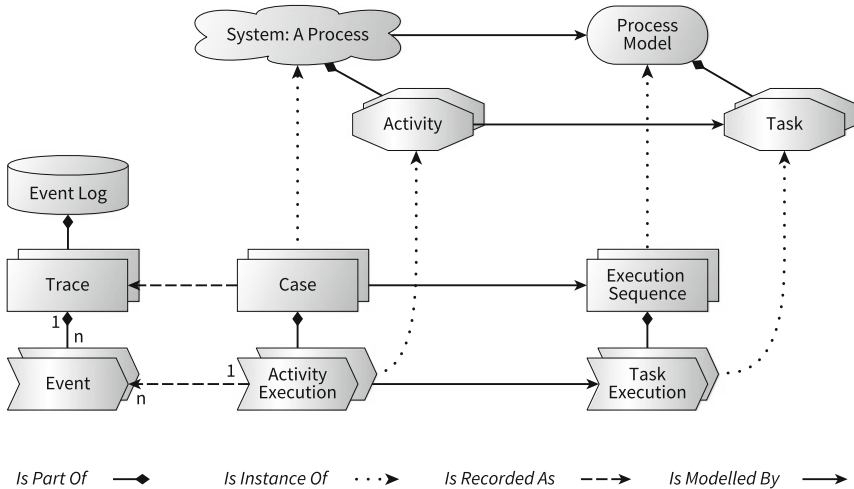 System: A Process
Process
Model
Activity
Task
Event Log
Trace
Case
Execution
Sequence
1
n
Event
1
n
Activity
Execution
Task
Execution
Is Part Of
Is Instance Of
Is Recorded As
Is Modelled By